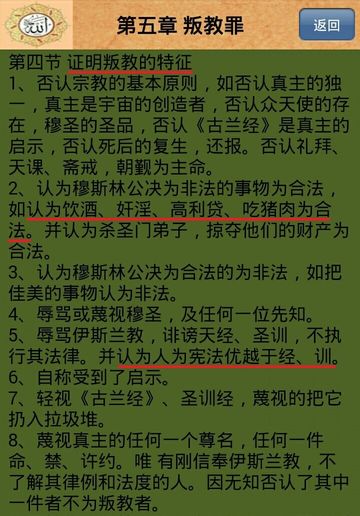 第五章 叛教罪
返回
第四节 证明叛教的特征
1、否认宗教的基本原则，如否认真主的独
一，真主是宇宙的创造者，否认众天使的存
在，穆圣的圣品，否认《古兰经》是真主的
启示，否认死后的复生，还报。否认礼拜、
天课、斋戒，朝觐为主命。
2、认为穆斯林公决为非法的事物为合法，
如认为饮酒、奸淫、高利贷、吃猪肉为合
法。并认为杀圣门弟子，掠夺他们的财产为
合法。
3、认为穆斯林公决为合法的为非法，如把
佳美的事物认为非法。
4、辱骂或蔑视穆圣，及任何一位先知。
5、辱骂伊斯兰教，诽谤天经、圣训，不执
行其法律。并认为人为宪法优越于经、训。
6、自称受到了启示。
7、轻视《古兰经》、圣训经，蔑视的把它
扔入垃圾堆。
8、蔑视真主的任何一个尊名，任何一件
命、禁、许约。唯 有刚信奉伊斯兰教，不
了解其律例和法度的人。因无知否认了其中
一件者不为叛教者。